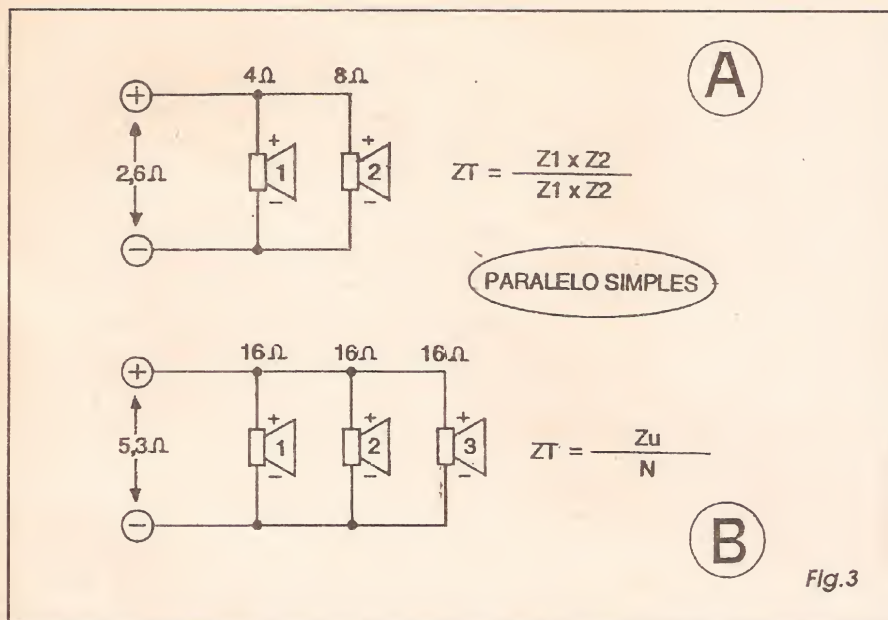 A
4Ω 8Ω
+
2,6Ω
−
+ 1 −
+ 2 −
ZT = Z1 x Z2
Z1 x Z2
PARALELO SIMPLES
16Ω 16Ω 16Ω
+
5,3Ω
−
+ 1 −
+ 2 −
+ 3 −
ZT = Zu
N
B
Fig.3